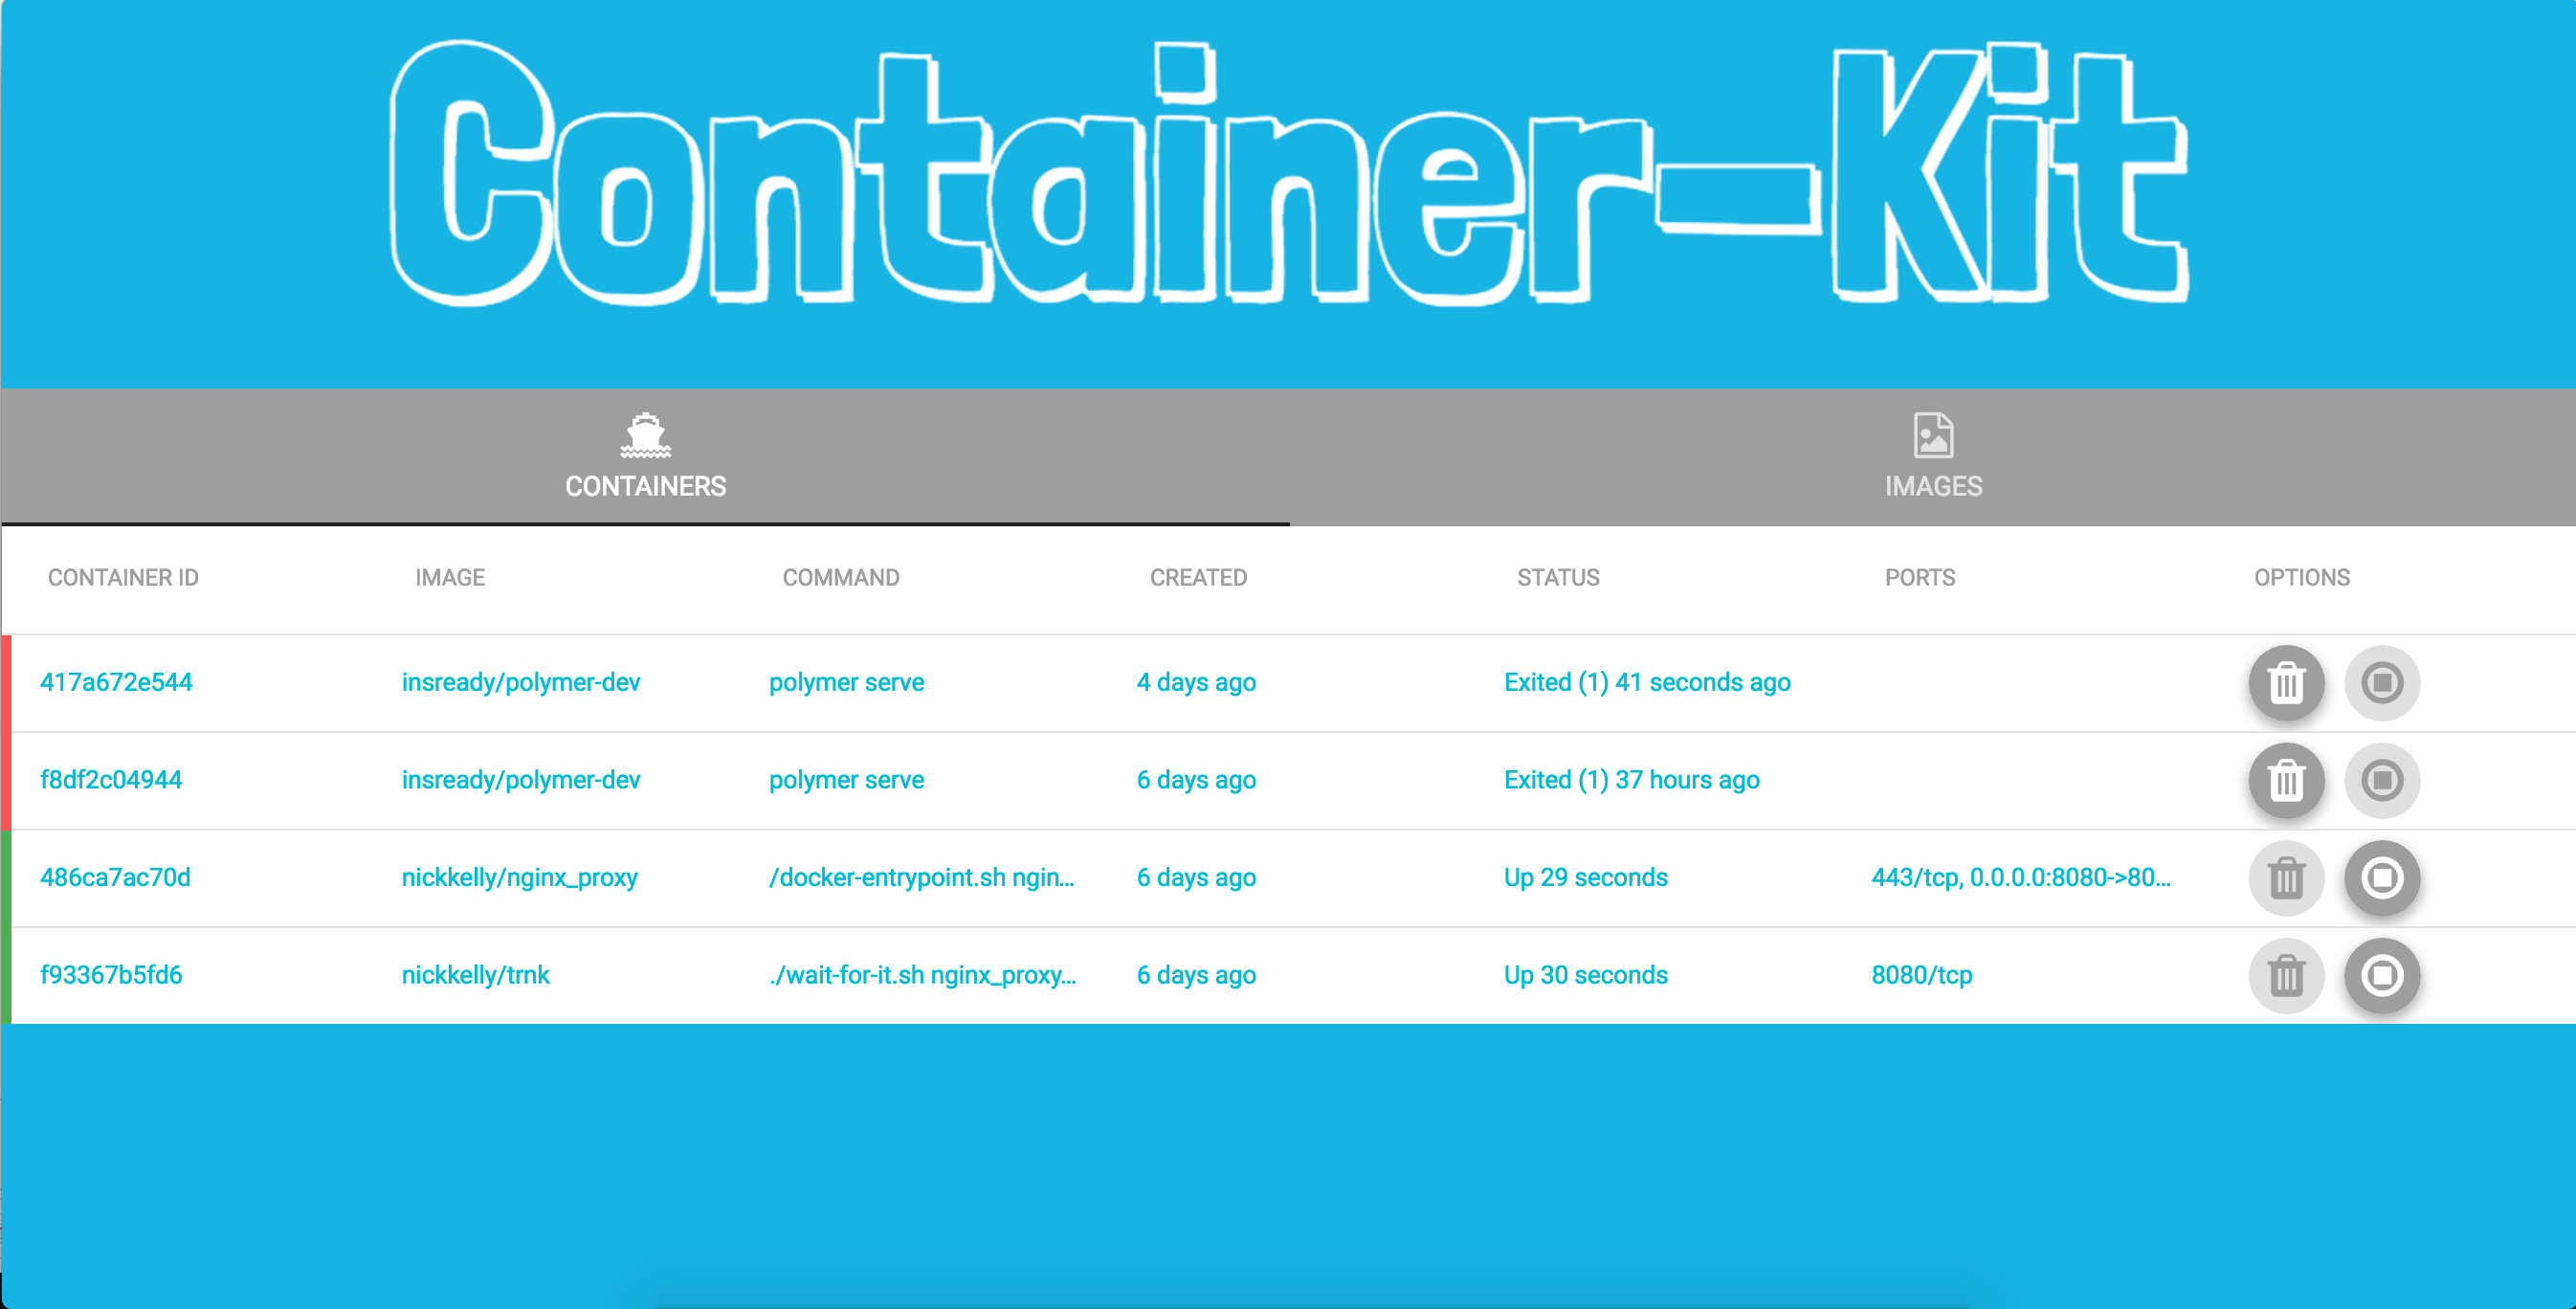 Container-Kit
CONTAINERS IMAGES
CONTAINER ID IMAGE COMMAND CREATED STATUS PORTS OPTIONS
417a672e544 insready/polymer-dev polymer serve 4 days ago Exited (1) 41 seconds ago
f8df2c04944 insready/polymer-dev polymer serve 6 days ago Exited (1) 37 hours ago
486ca7ac70d nickkelly/nginx_proxy /docker-entrypoint.sh ngin... 6 days ago Up 29 seconds 443/tcp, 0.0.0.0:8080->80...
f93367b5fd6 nickkelly/trnk ./wait-for-it.sh nginx_proxy... 6 days ago Up 30 seconds 8080/tcp